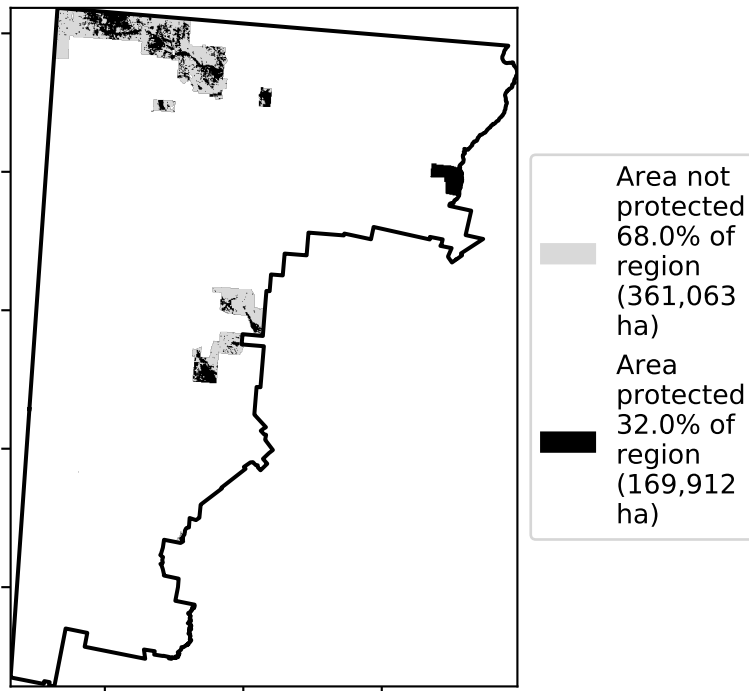 Area not
protected
68.0% of
region
(361,063
ha)
Area
protected
32.0% of
region
(169,912
ha)